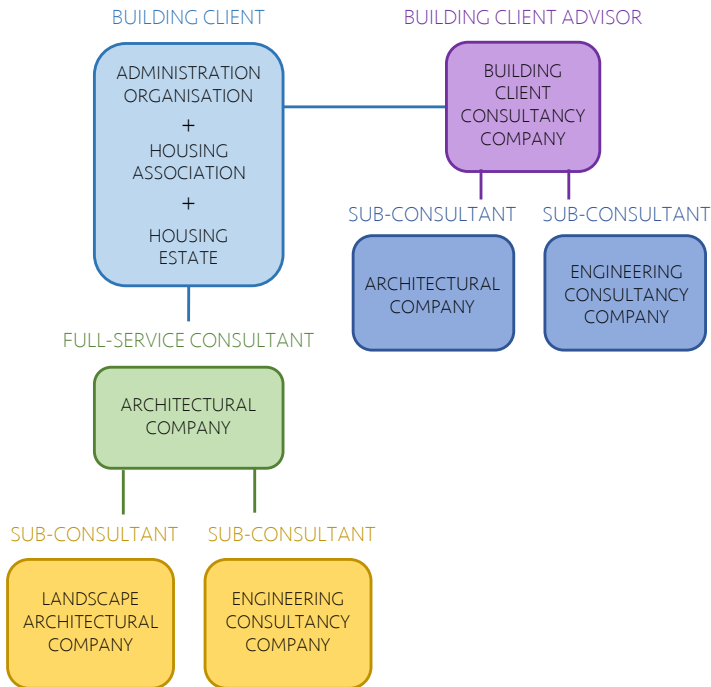 BUILDING CLIENT
ADMINISTRATION
ORGANISATION
+
HOUSING
ASSOCIATION
+
HOUSING
ESTATE
BUILDING CLIENT ADVISOR
BUILDING
CLIENT
CONSULTANCY
COMPANY
SUB-CONSULTANT
ARCHITECTURAL
COMPANY
SUB-CONSULTANT
ENGINEERING
CONSULTANCY
COMPANY
FULL-SERVICE CONSULTANT
ARCHITECTURAL
COMPANY
SUB-CONSULTANT
LANDSCAPE
ARCHITECTURAL
COMPANY
SUB-CONSULTANT
ENGINEERING
CONSULTANCY
COMPANY